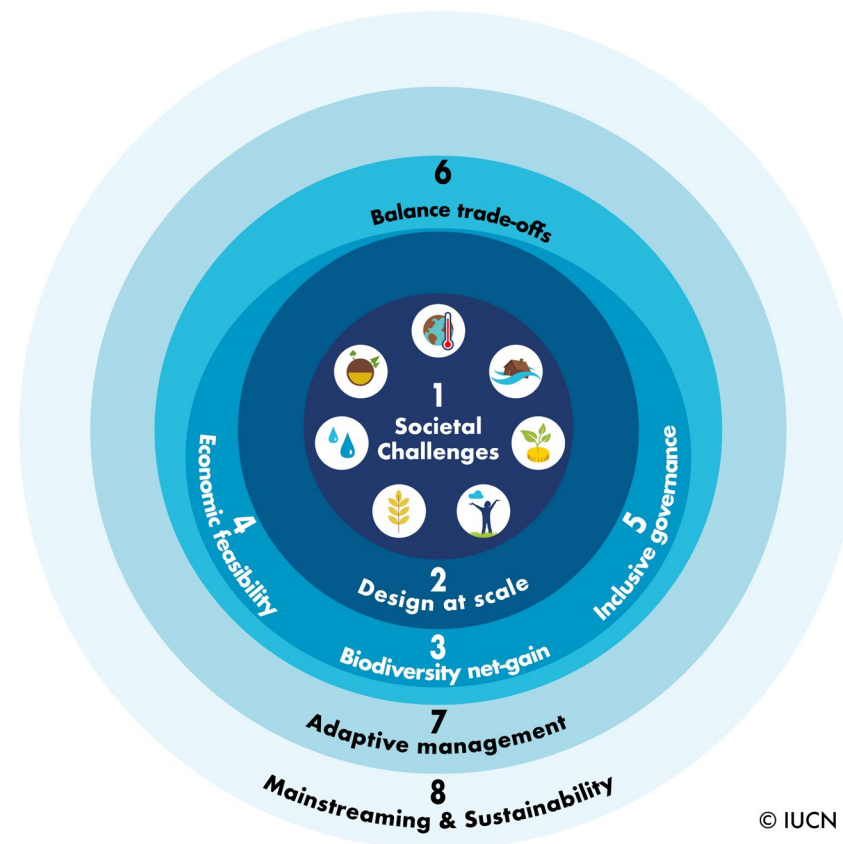 6
Balance trade-offs
1
Societal
Challenges
4
Economic feasibility
5
Inclusive governance
2
Design at scale
3
Biodiversity net-gain
7
Adaptive management
8
Mainstreaming & Sustainability
© IUCN